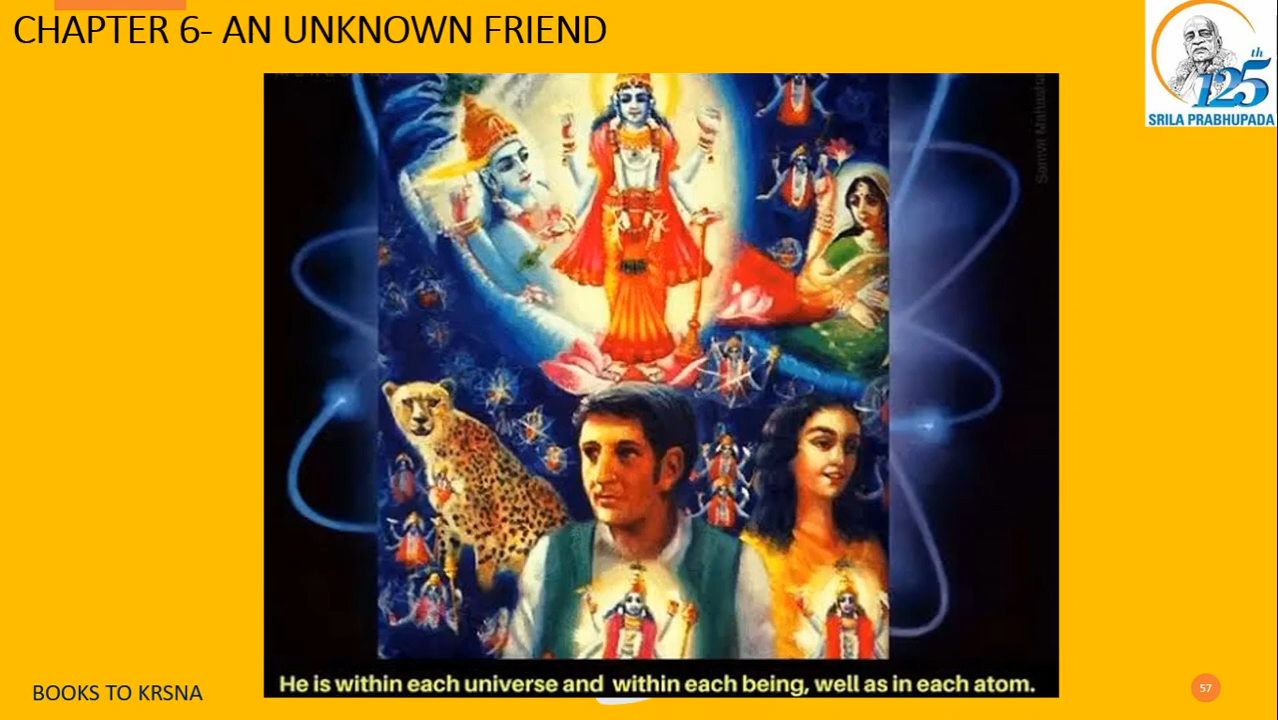 CHAPTER 6- AN UNKNOWN FRIEND
th
125
SRILA PRABHUPADA
He is within each universe and within each being, well as in each atom.
BOOKS TO KRSNA
57